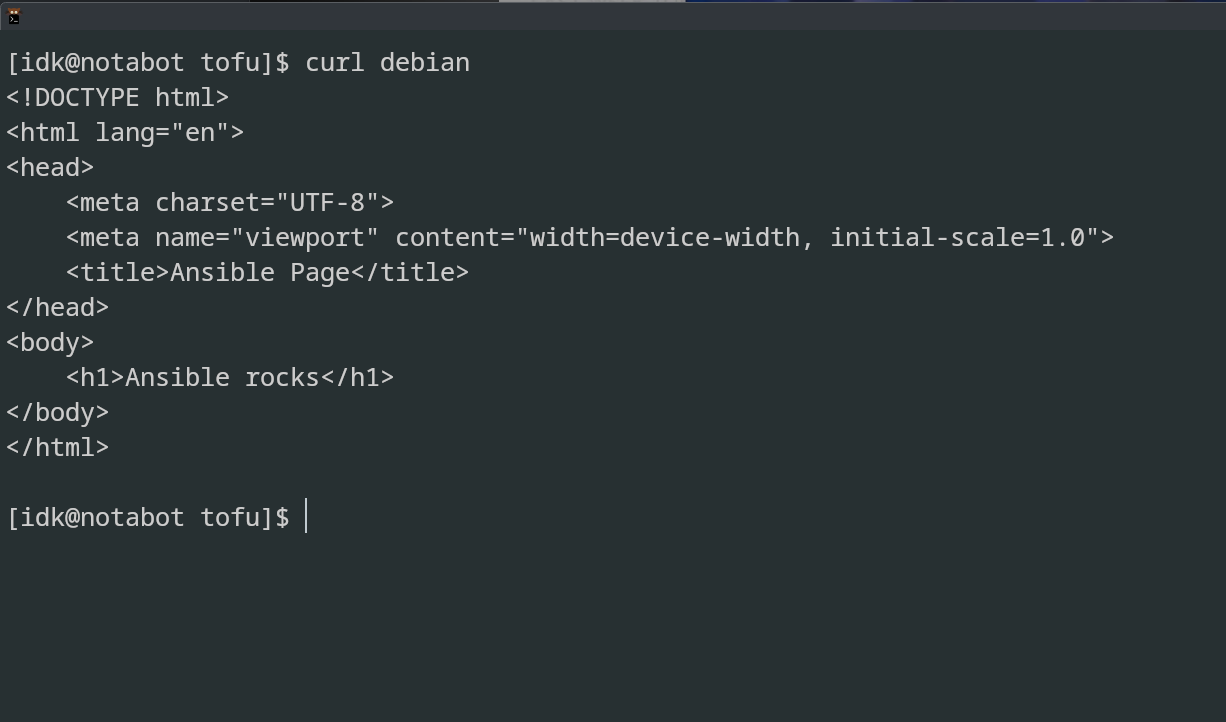 [idk@notabot tofu]$ curl debian
<!DOCTYPE html>
<html lang="en">
<head>
    <meta charset="UTF-8">
    <meta name="viewport" content="width=device-width, initial-scale=1.0">
    <title>Ansible Page</title>
</head>
<body>
    <h1>Ansible rocks</h1>
</body>
</html>

[idk@notabot tofu]$